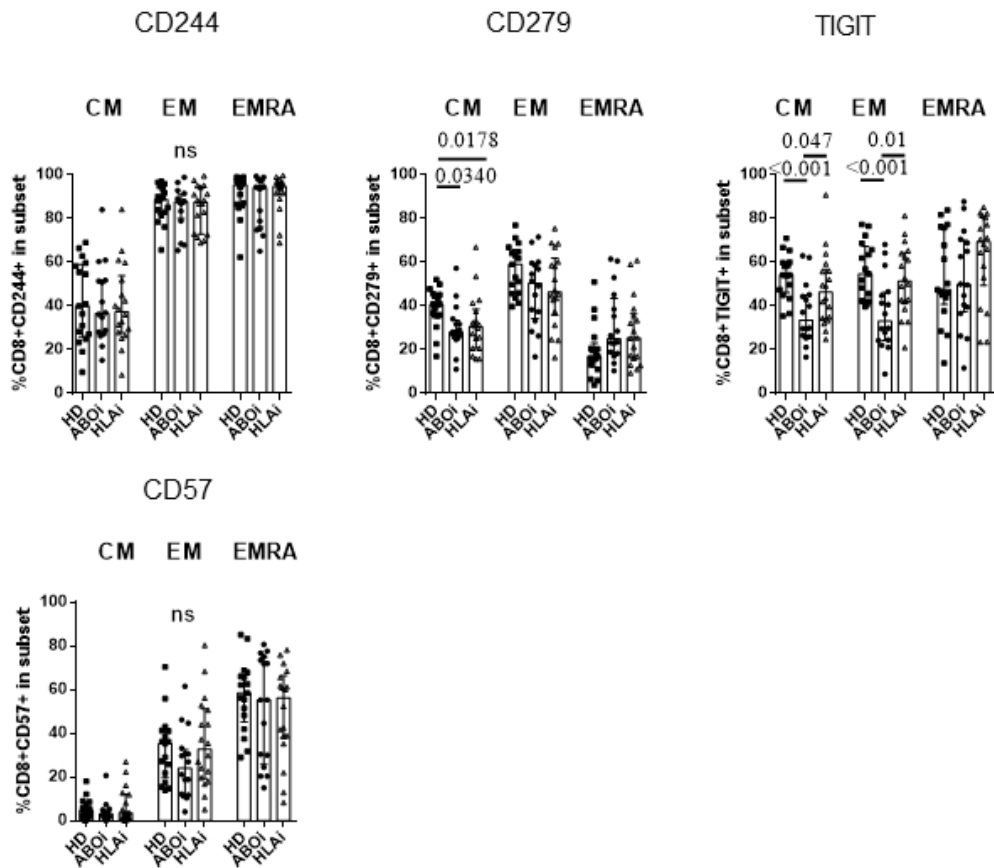 CD244
CM EM EMRA
ns
%CD8+CD244+ in subset
100
80
60
40
20
0
HD ABOi HLAi HD ABOi HLAi HD ABOi HLAi
CD279
CM EM EMRA
0.0178
0.0340
%CD8+CD279+ in subset
100
80
60
40
20
0
HD ABOi HLAi HD ABOi HLAi HD ABOi HLAi
TIGIT
CM EM EMRA
0.047 0.01
<0.001 <0.001
%CD8+TIGIT+ in subset
100
80
60
40
20
0
HD ABOi HLAi HD ABOi HLAi HD ABOi HLAi
CD57
CM EM EMRA
ns
%CD8+CD57+ in subset
100
80
60
40
20
0
HD ABOi HLAi HD ABOi HLAi HD ABOi HLAi